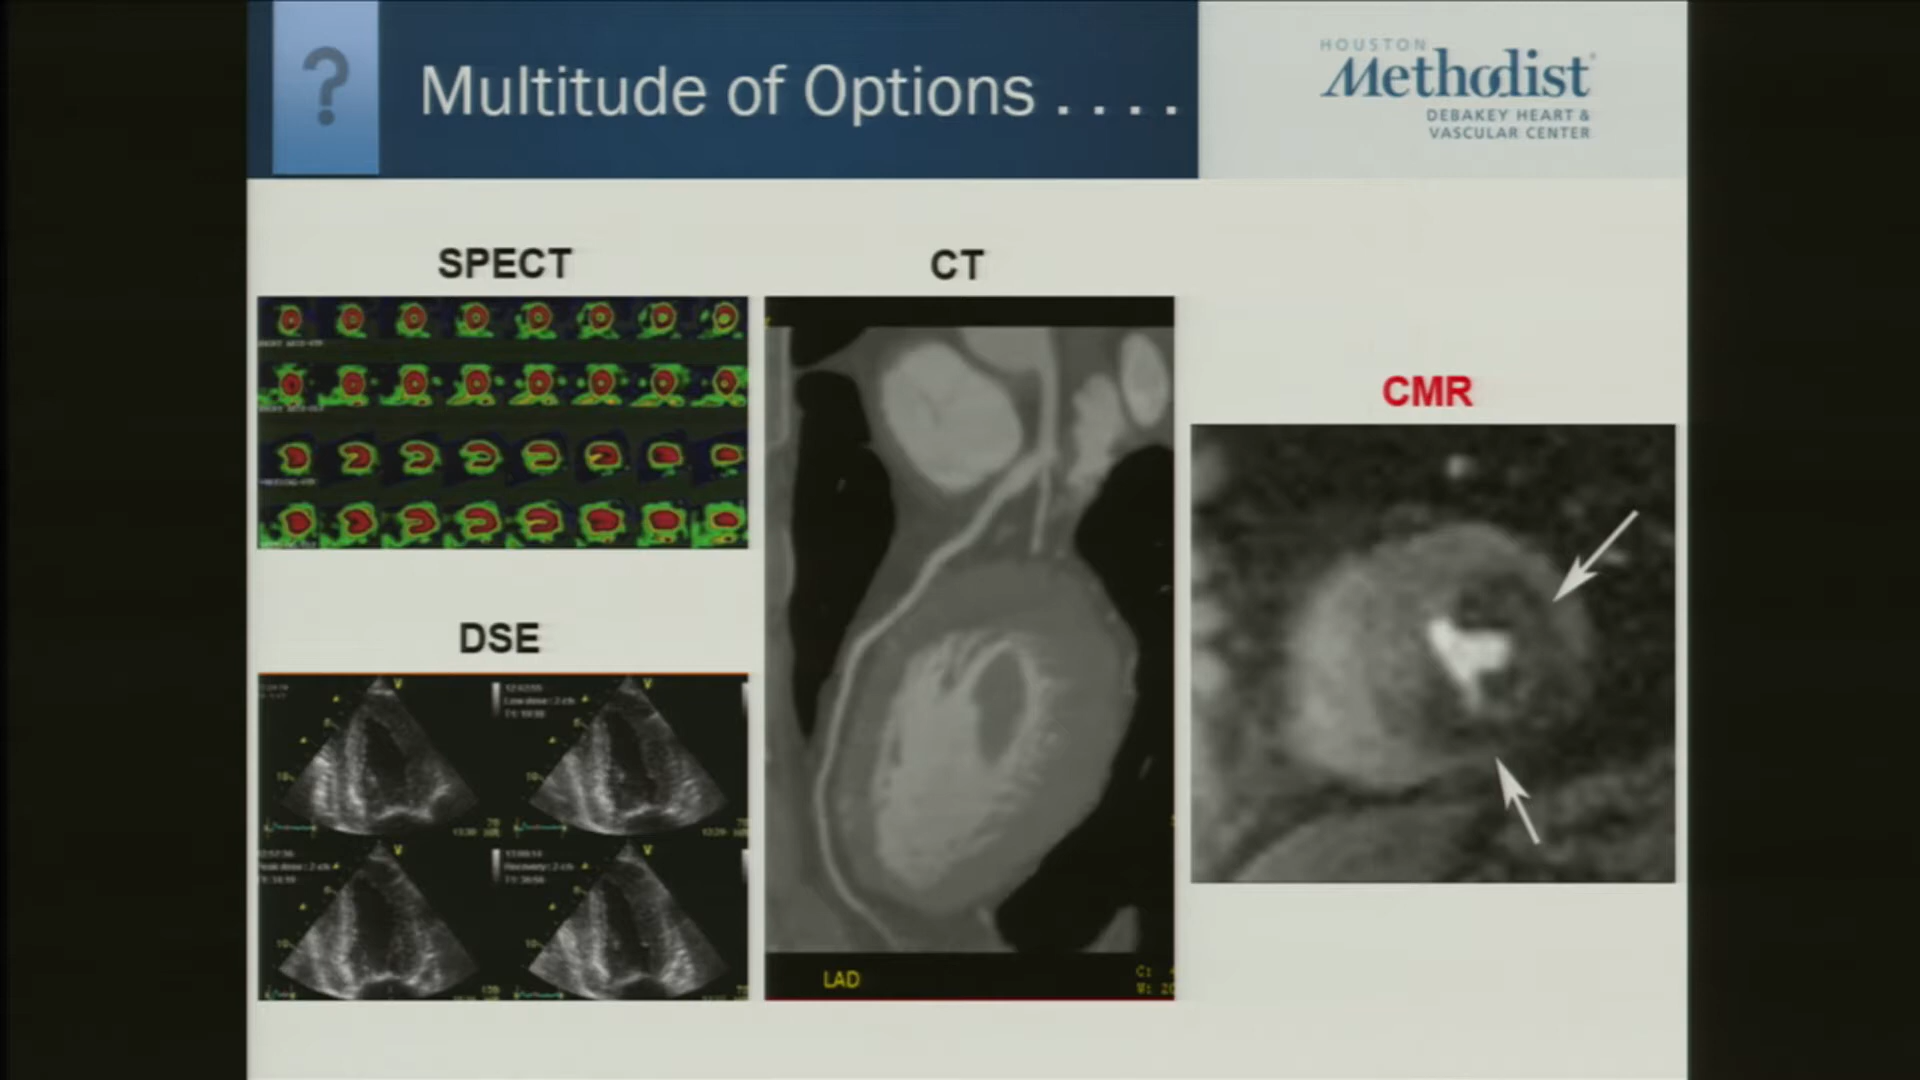 ?
Multitude of Options . . . .
HOUSTON
Methodist
DEBAKEY HEART &
VASCULAR CENTER
SPECT
CT
CMR
DSE
V
V
V
V
LAD